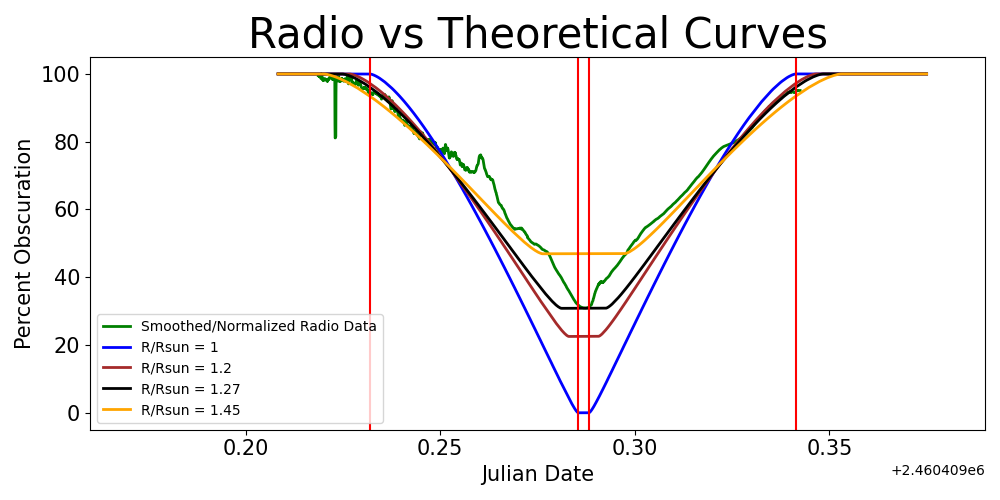 Radio vs Theoretical Curves
100
80
60
40
20
0
Percent Obscuration
Smoothed/Normalized Radio Data
R/Rsun = 1
R/Rsun = 1.2
R/Rsun = 1.27
R/Rsun = 1.45
0.20 0.25 0.30 0.35
Julian Date
+2.460409e6